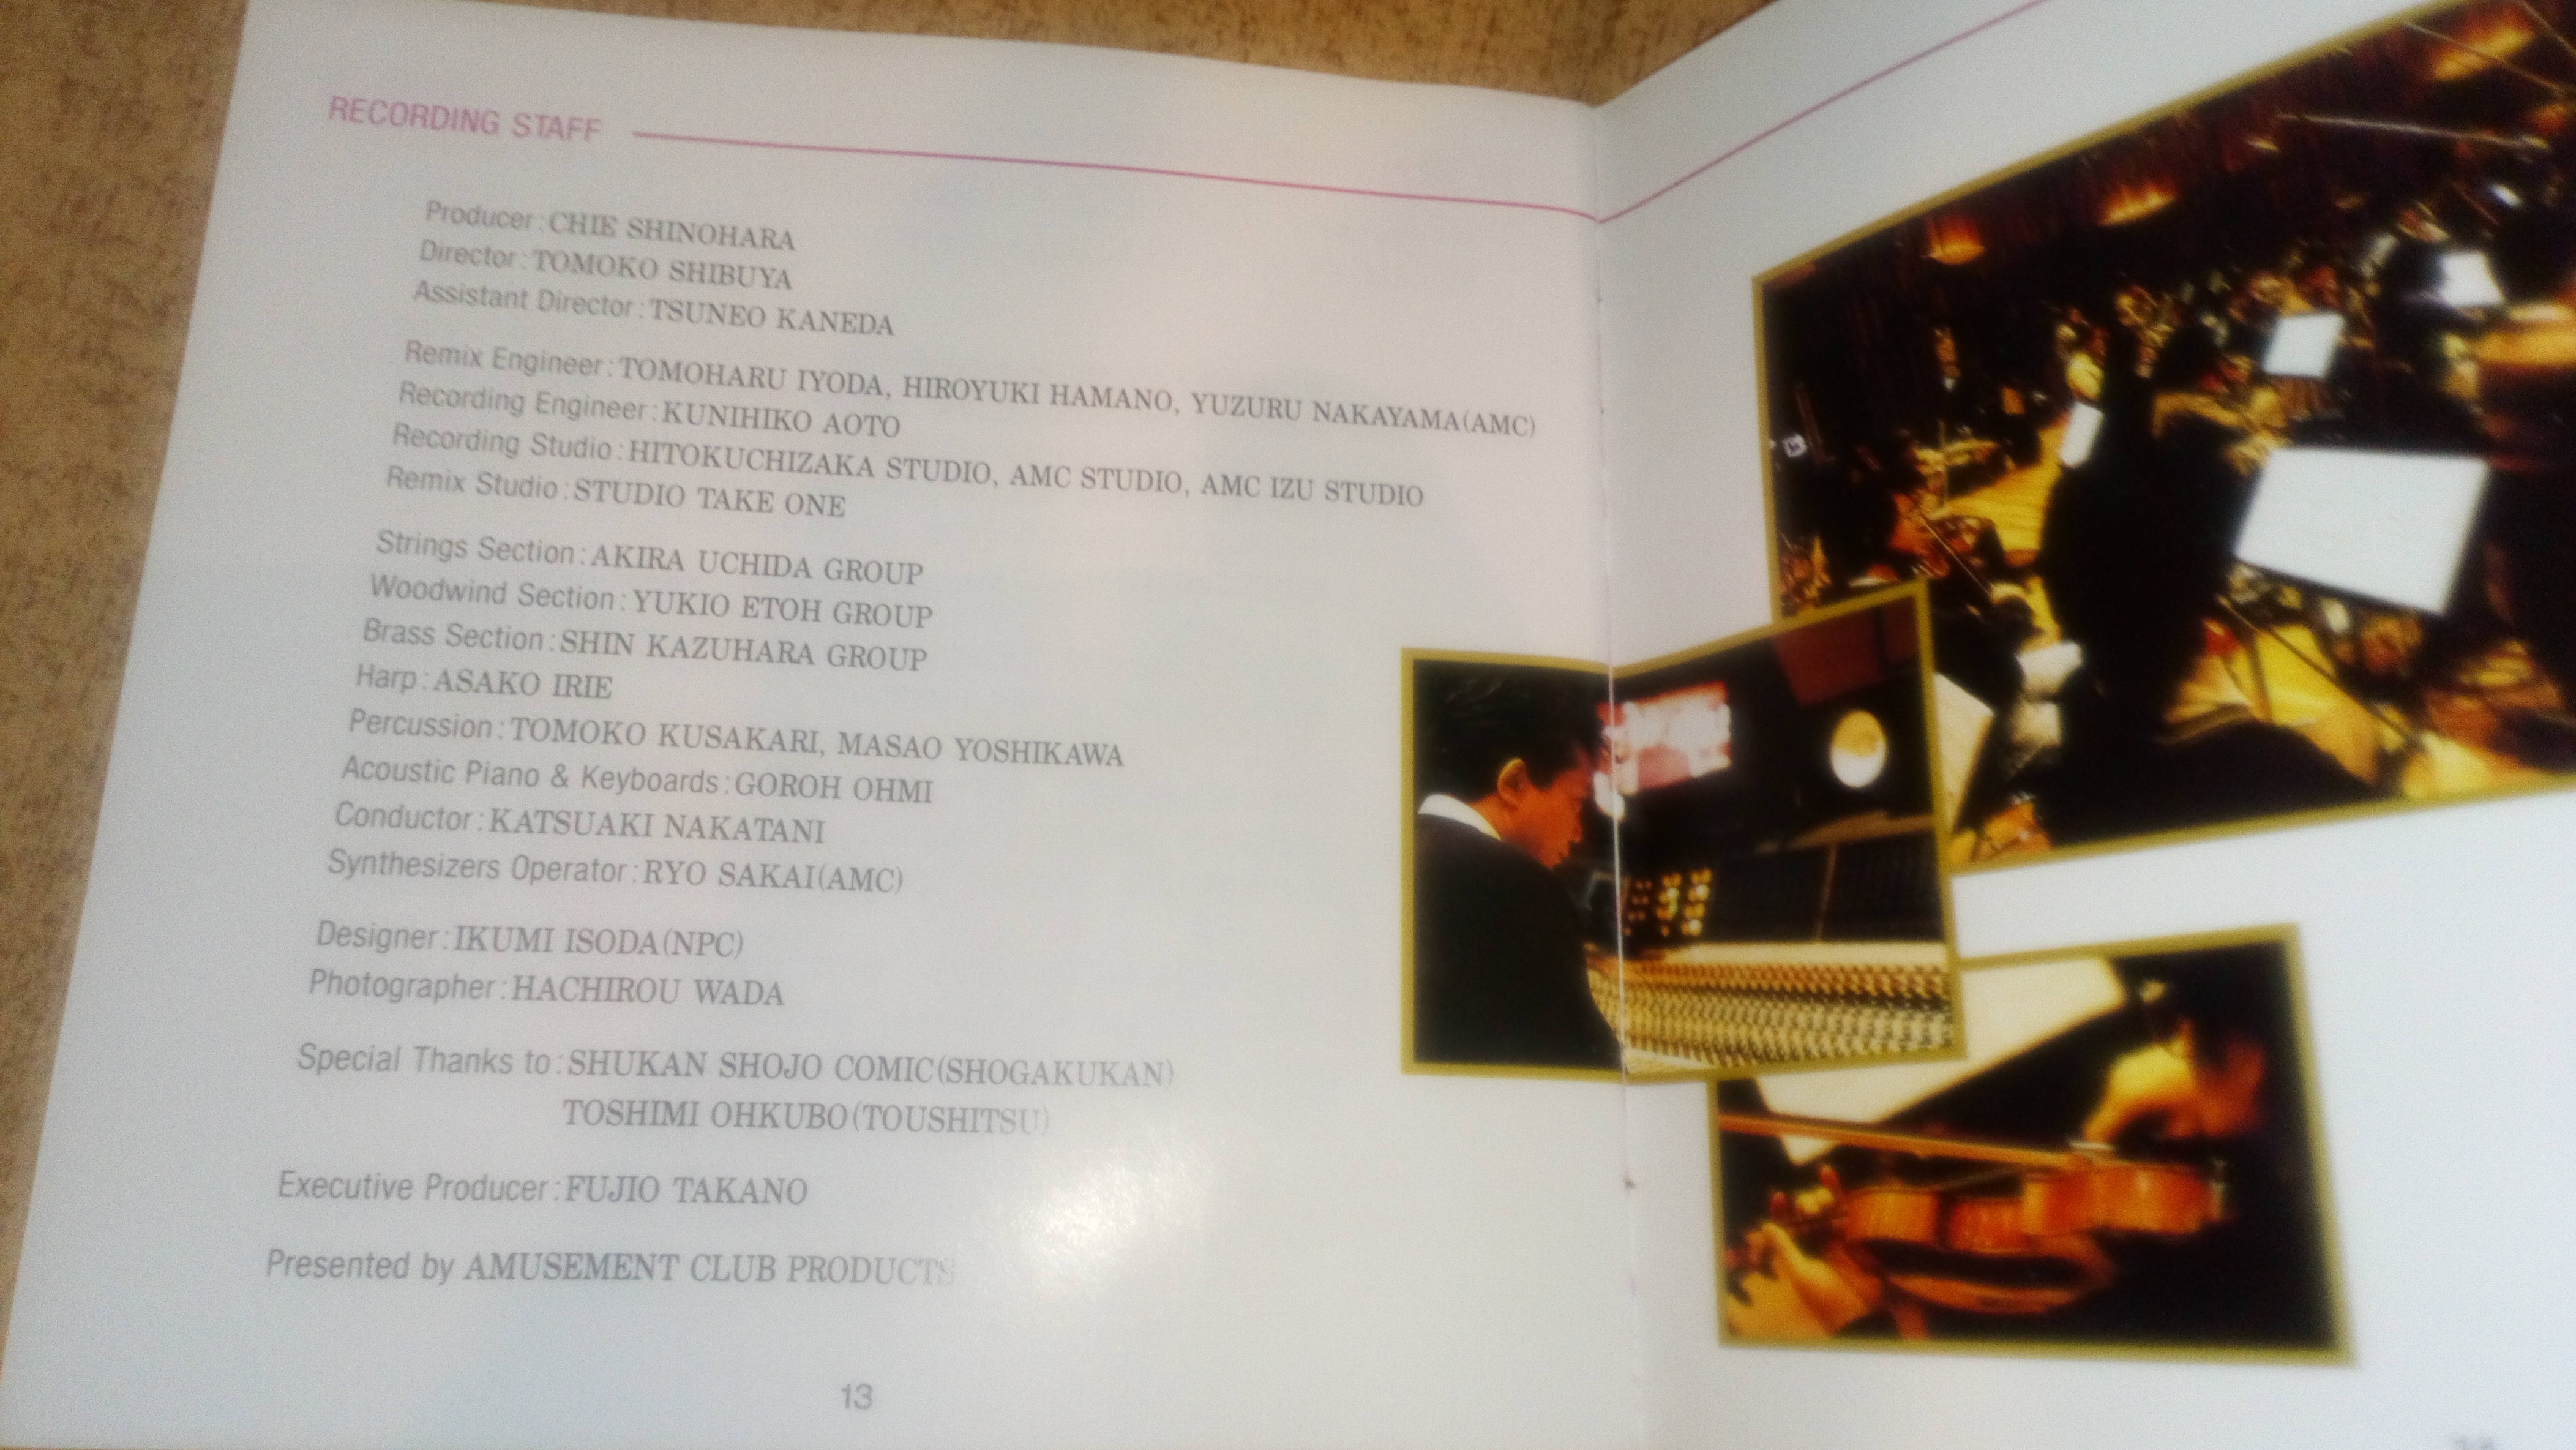 RECORDING STAFF
Producer:CHIE SHINOHARA
Director:TOMOKO SHIBUYA
Assistant Director:TSUNEO KANEDA
Remix Engineer:TOMOHARU IYODA, HIROYUKI HAMANO, YUZURU NAKAYAMA(AMC)
Recording Engineer:KUNIHIKO AOTO
Recording Studio:HITOKUCHIZAKA STUDIO, AMC STUDIO, AMC IZU STUDIO
Remix Studio:STUDIO TAKE ONE
Strings Section:AKIRA UCHIDA GROUP
Woodwind Section:YUKIO ETOH GROUP
Brass Section:SHIN KAZUHARA GROUP
Harp:ASAKO IRIE
Percussion:TOMOKO KUSAKARI, MASAO YOSHIKAWA
Acoustic Piano & Keyboards:GOROH OHMI
Conductor:KATSUAKI NAKATANI
Synthesizers Operator:RYO SAKAI(AMC)
Designer:IKUMI ISODA(NPC)
Photographer:HACHIROU WADA
Special Thanks to:SHUKAN SHOJO COMIC(SHOGAKUKAN)
TOSHIMI OHKUBO(TOUSHITSU)
Executive Producer:FUJIO TAKANO
Presented by AMUSEMENT CLUB PRODUCTS
13